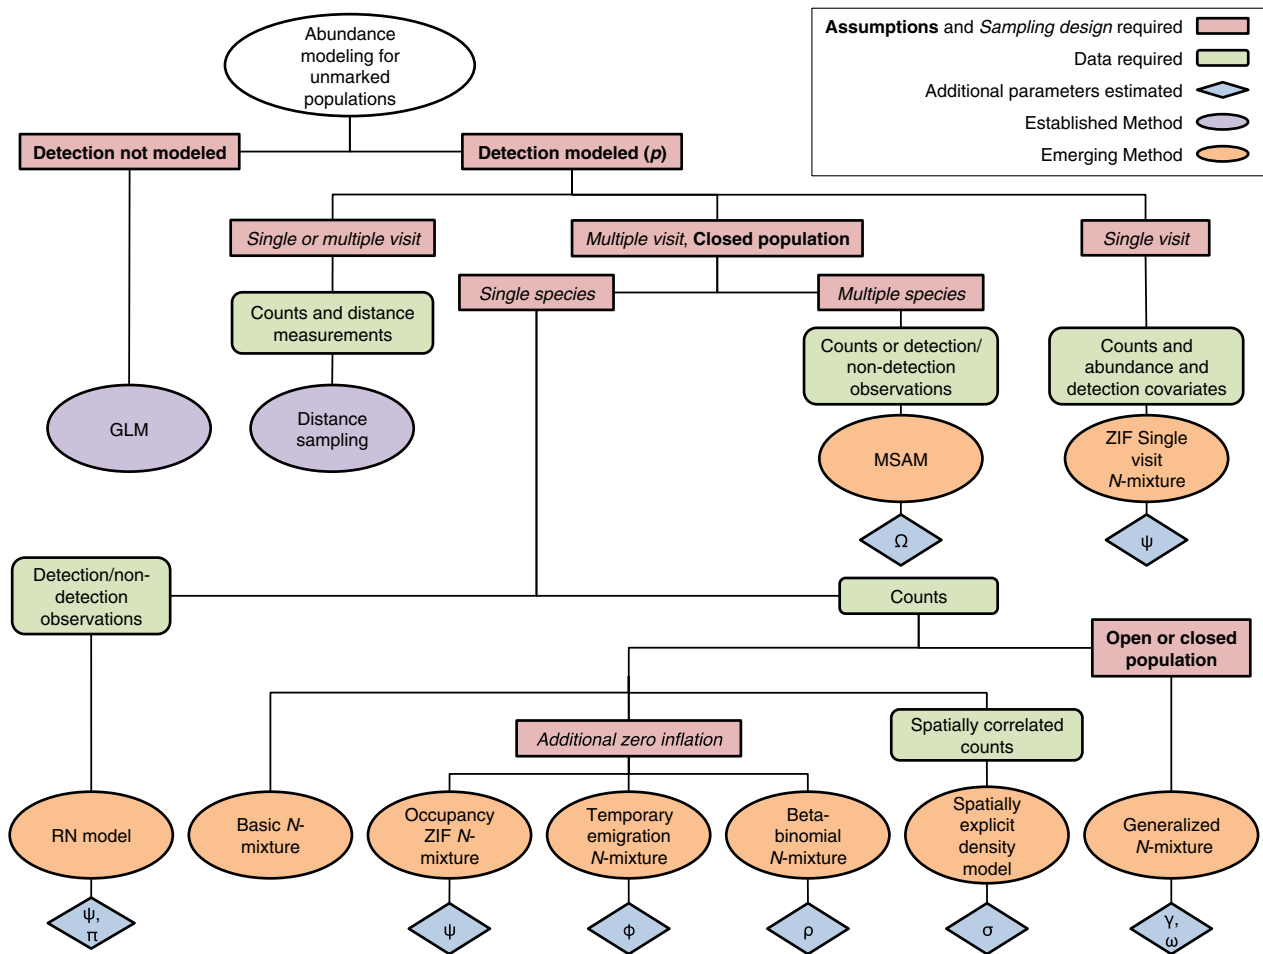 Abundance
modeling for
unmarked
populations
Assumptions and Sampling design required
Data required
Additional parameters estimated
Established Method
Emerging Method
Detection not modeled
Detection modeled (p)
Single or multiple visit
Multiple visit, Closed population
Single visit
Single species
Multiple species
Counts and distance
measurements
Counts or detection/
non-detection
observations
Counts and
abundance and
detection covariates
GLM
Distance
sampling
MSAM
ZIF Single
visit
N-mixture
Ω
ψ
Detection/non-
detection
observations
Counts
Open or closed
population
Additional zero inflation
Spatially correlated
counts
RN model
Basic N-
mixture
Occupancy
ZIF N-
mixture
Temporary
emigration
N-mixture
Beta-
binomial
N-mixture
Spatially
explicit
density
model
Generalized
N-mixture
ψ,
π
ψ
ϕ
ρ
σ
γ,
ω